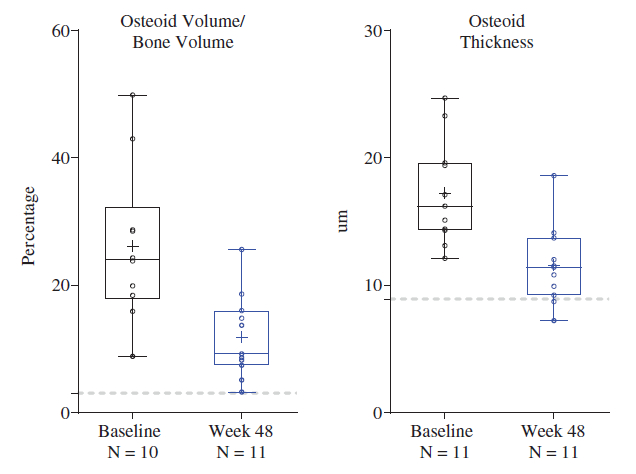 Osteoid Volume/
Bone Volume
60
40
20
0
Percentage
Baseline
N = 10
Week 48
N = 11
Osteoid
Thickness
30
20
10
0
um
Baseline
N = 11
Week 48
N = 11